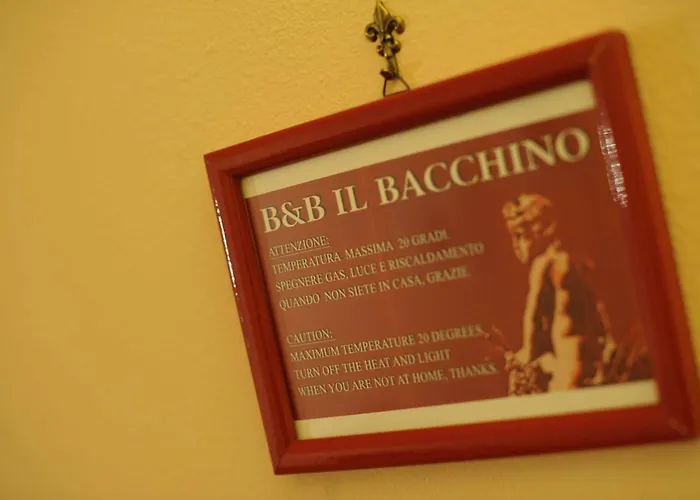 B&B IL BACCHINO
ATTENZIONE:
TEMPERATURA MASSIMA 20 GRADI.
SPEGNERE GAS, LUCE E RISCALDAMENTO
QUANDO NON SIETE IN CASA, GRAZIE.
CAUTION:
MAXIMUM TEMPERATURE 20 DEGREES.
TURN OFF THE HEAT AND LIGHT
WHEN YOU ARE NOT AT HOME, THANKS.